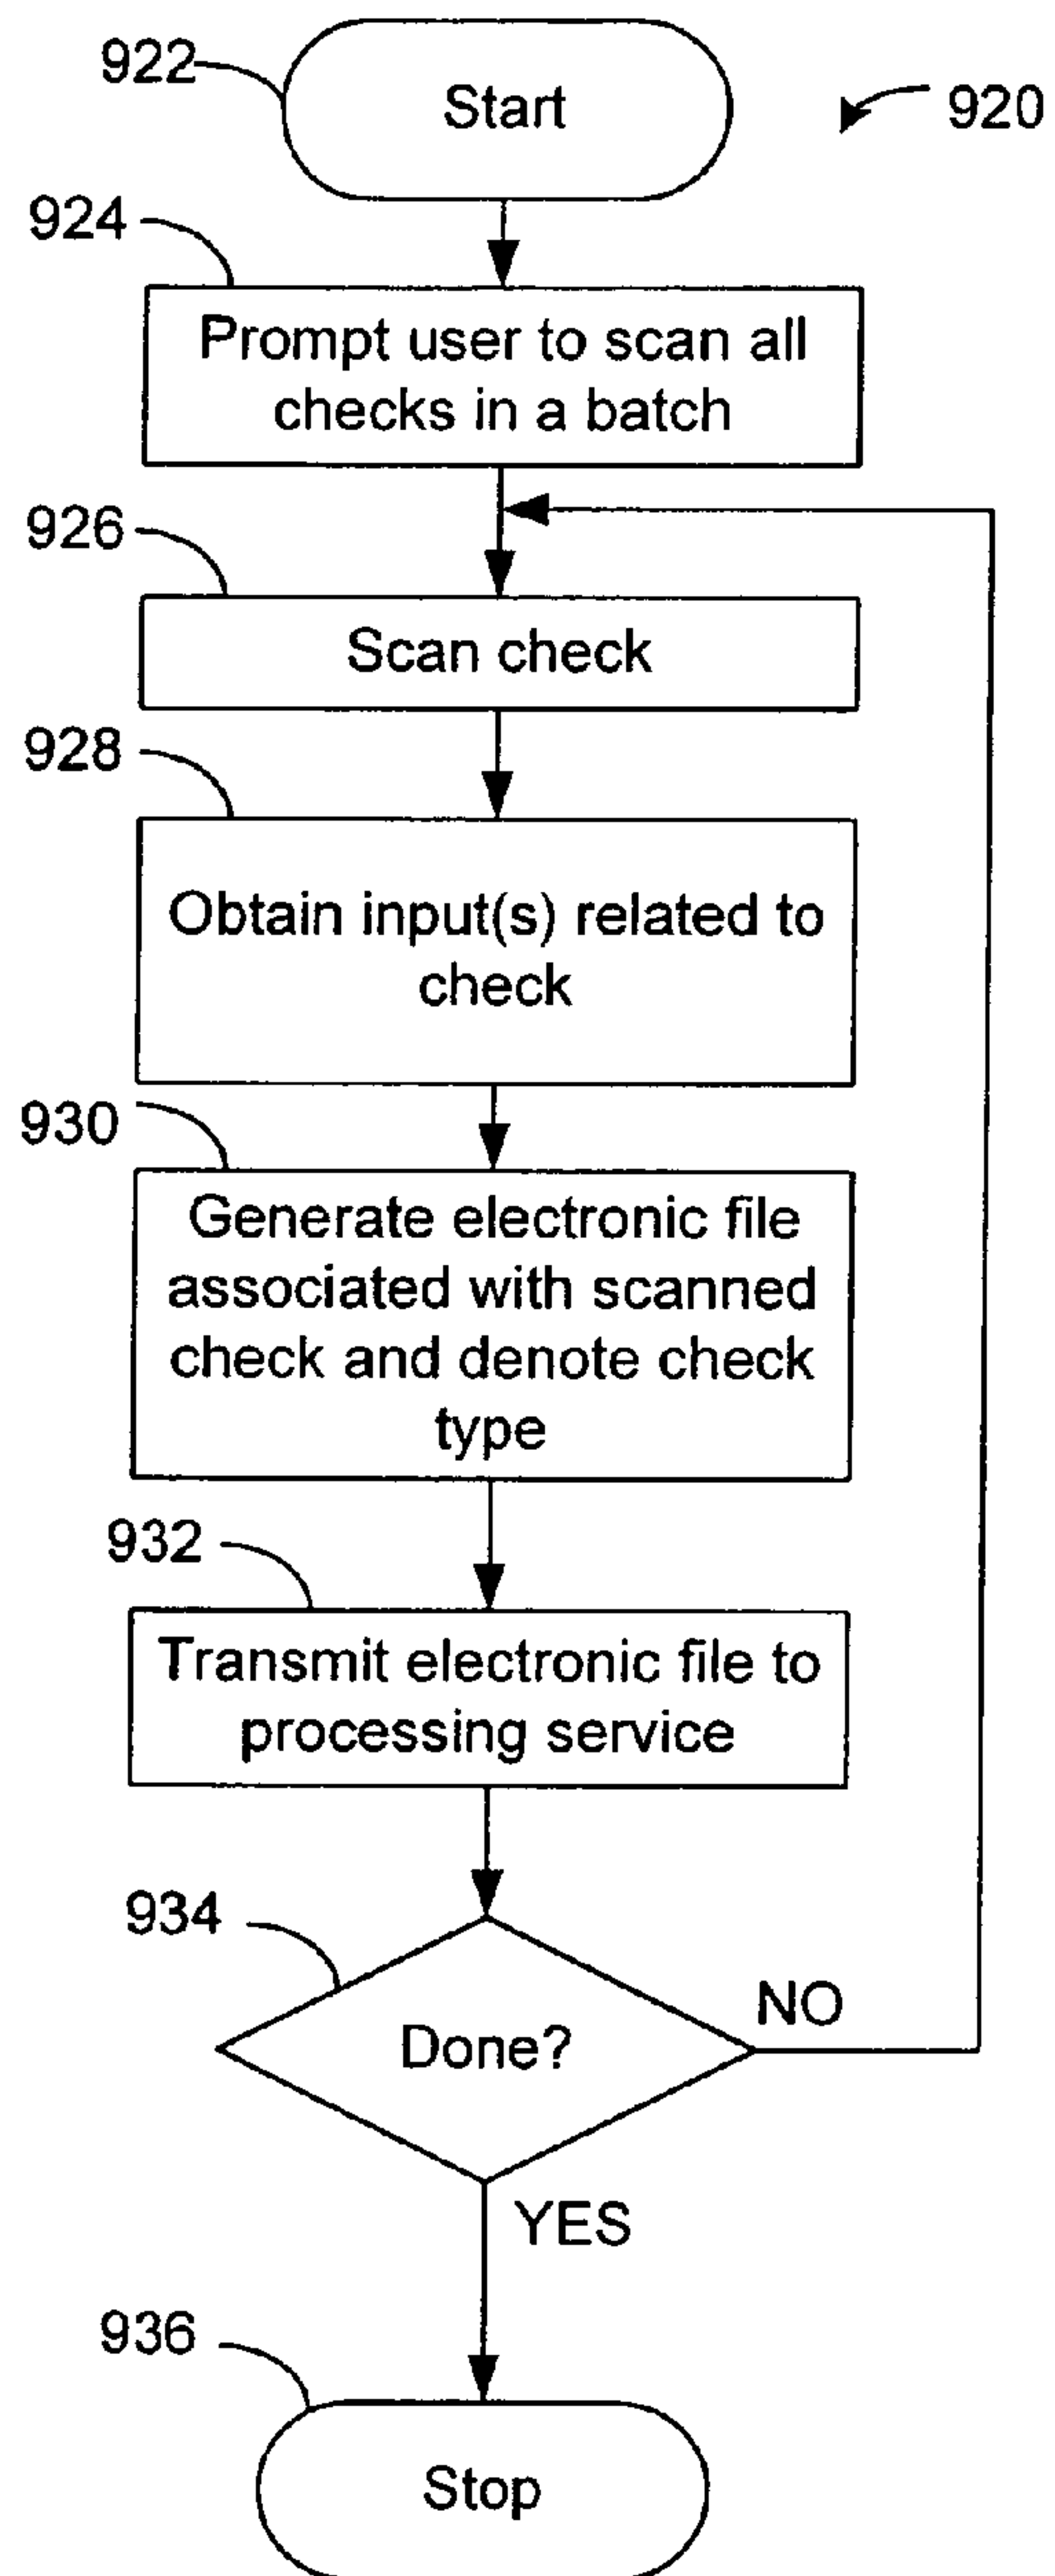 922
Start
920
924
Prompt user to scan all
checks in a batch
926
Scan check
928
Obtain input(s) related to
check
930
Generate electronic file
associated with scanned
check and denote check
type
932
Transmit electronic file to
processing service
934
Done?
NO
YES
936
Stop